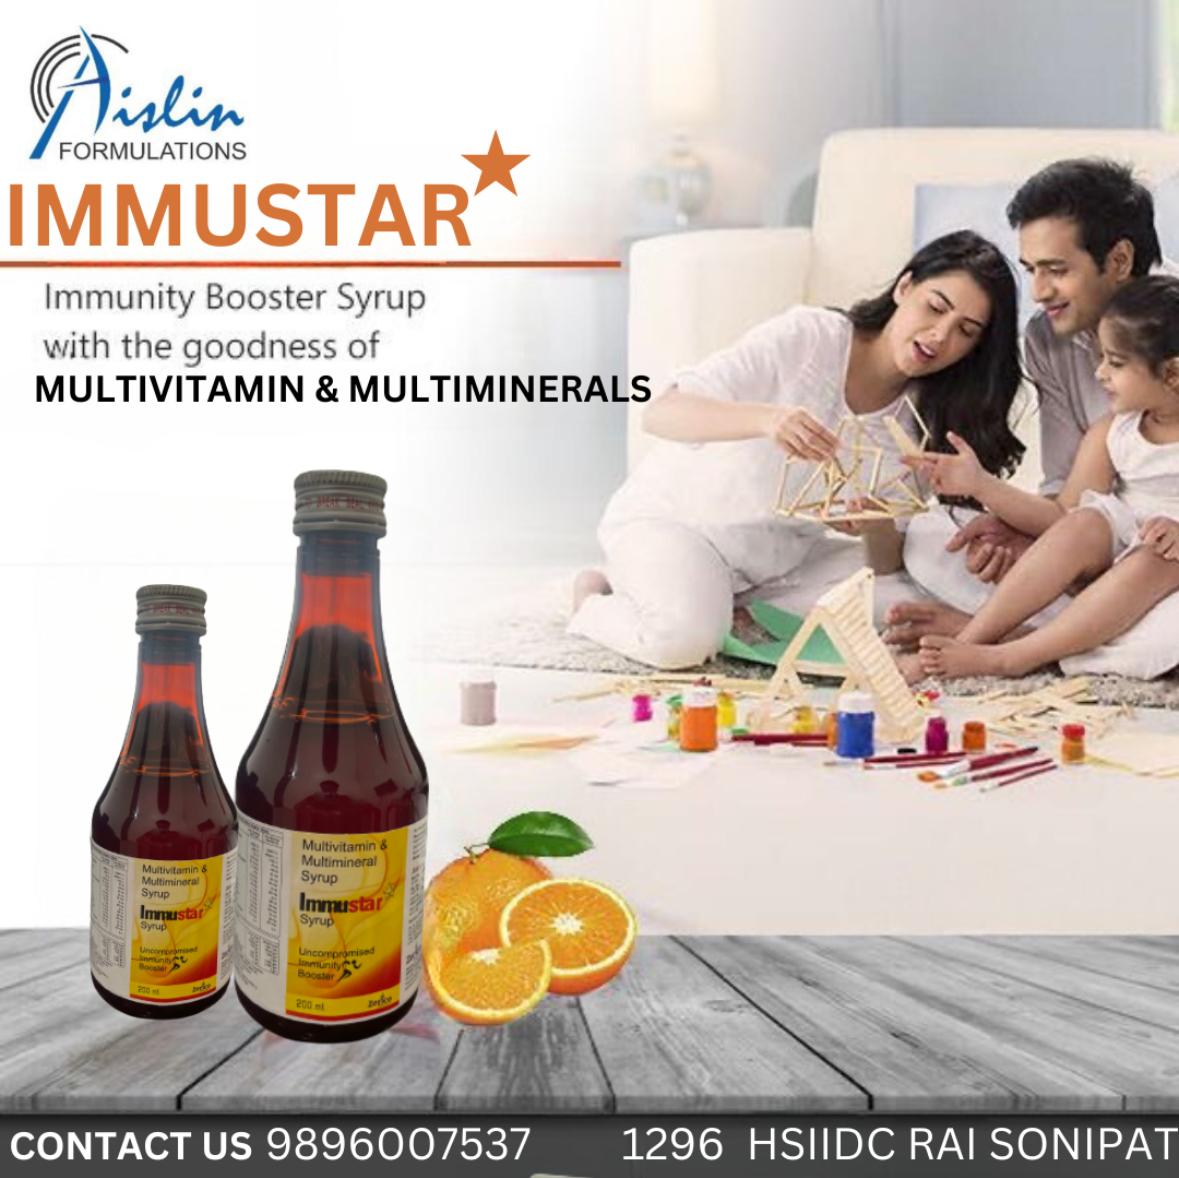 Aislin
FORMULATIONS
IMMUSTAR
Immunity Booster Syrup
with the goodness of
MULTIVITAMIN & MULTIMINERALS
Multivitamin &
Multimineral
Syrup
Immustar
Syrup
Uncompromised
Immunity
Booster
200 ml
Multivitamin &
Multimineral
Syrup
Immustar
Syrup
Uncompromised
Immunity
Booster
200 ml
CONTACT US 9896007537
1296 HSIIDC RAI SONIPAT